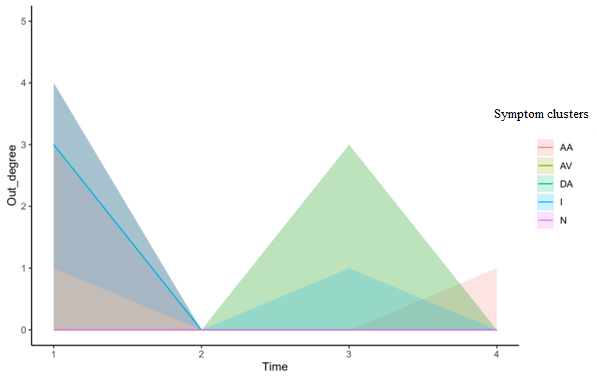 5
4
3
2
1
0
Out_degree
1 2 3 4
Time
Symptom clusters
AA
AV
DA
I
N